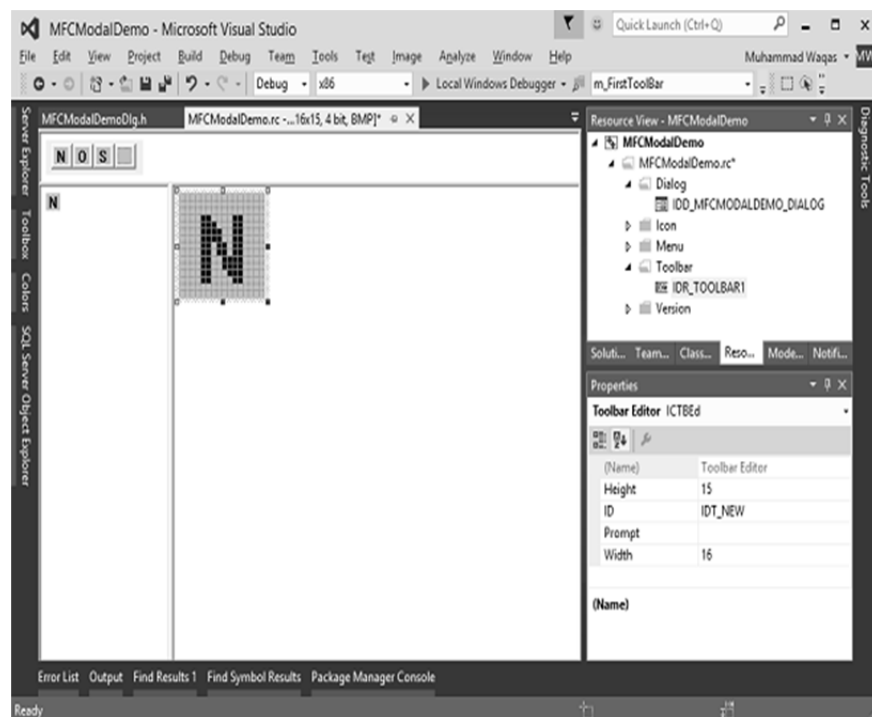 MFCModalDemo - Microsoft Visual Studio
Quick Launch (Ctrl+Q)
File Edit View Project Build Debug Team Tools Test Image Analyze Window Help
Muhammad Waqas
MW
Debug x86 Local Windows Debugger m_FirstToolBar
Server Explorer
Toolbox
Colors
SQL Server Object Explorer
MFCModalDemoDlg.h MFCModalDemo.rc -...16x15, 4 bit, BMP]*
N O S
N
N
Resource View - MFCModalDemo
MFCModalDemo
MFCModalDemo.rc*
Dialog
IDD_MFCMODALDEMO_DIALOG
Icon
Menu
Toolbar
IDR_TOOLBAR1
Version
Soluti... Team... Class... Reso... Mode... Notifi...
Properties
Toolbar Editor ICTBEd
(Name) Toolbar Editor
Height 15
ID IDT_NEW
Prompt
Width 16
(Name)
Diagnostic Tools
Error List Output Find Results 1 Find Symbol Results Package Manager Console
Ready